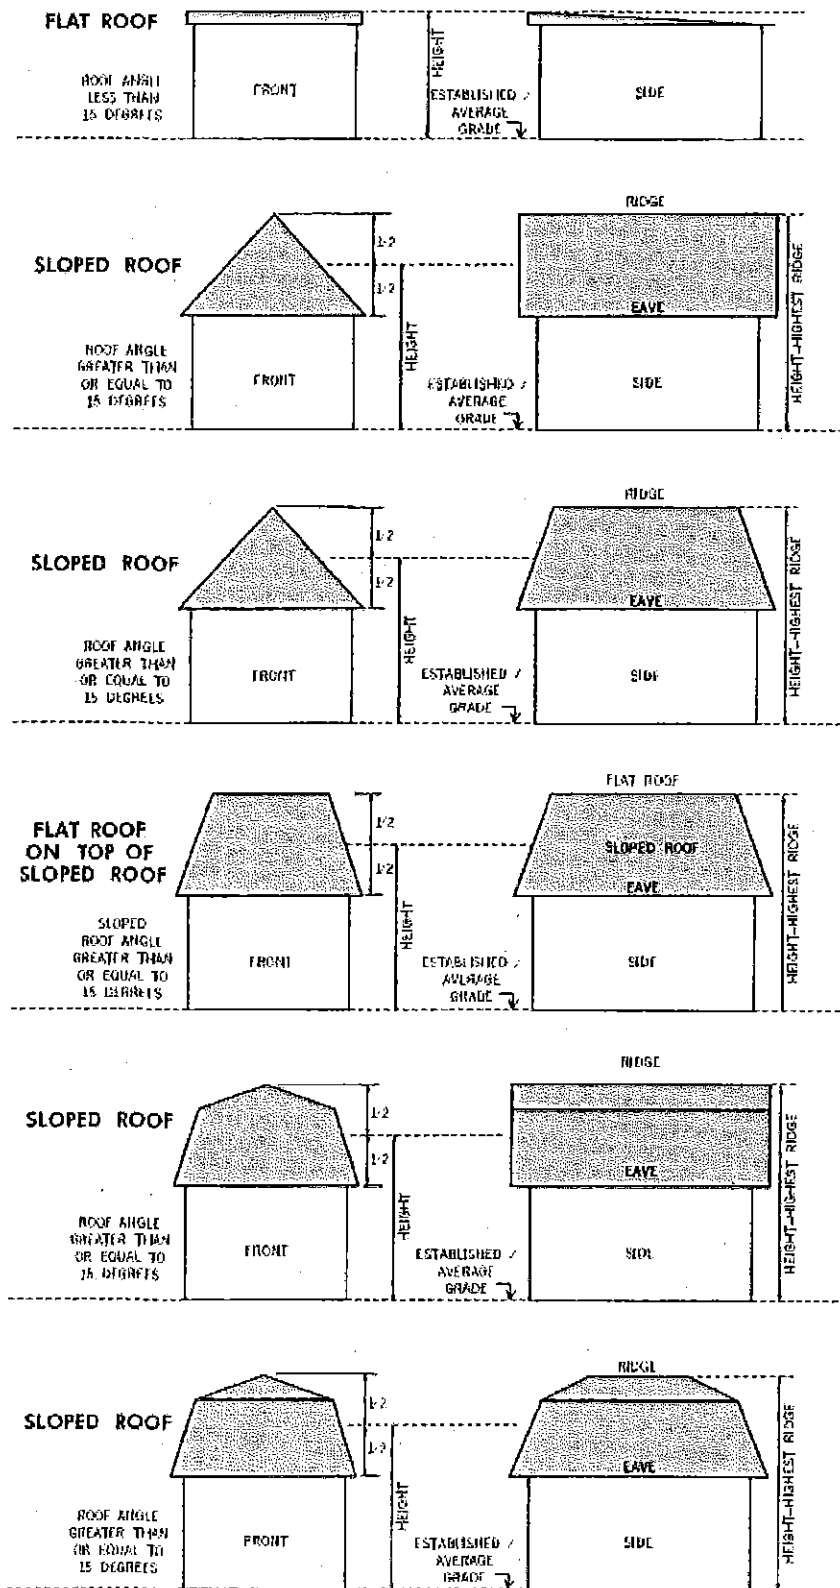 FLAT ROOF
ROOF ANGLE
LESS THAN
15 DEGREES
FRONT
HEIGHT
ESTABLISHED /
AVERAGE
GRADE
SIDE
SLOPED ROOF
ROOF ANGLE
GREATER THAN
OR EQUAL TO
15 DEGREES
FRONT
1-2
1-2
HEIGHT
ESTABLISHED /
AVERAGE
GRADE
RIDGE
EAVE
SIDE
HEIGHT-HIGHEST RIDGE
SLOPED ROOF
ROOF ANGLE
GREATER THAN
OR EQUAL TO
15 DEGREES
FRONT
1-2
1-2
HEIGHT
ESTABLISHED /
AVERAGE
GRADE
RIDGE
EAVE
SIDE
HEIGHT-HIGHEST RIDGE
FLAT ROOF
ON TOP OF
SLOPED ROOF
SLOPED
ROOF ANGLE
GREATER THAN
OR EQUAL TO
15 DEGREES
FRONT
1-2
1-2
HEIGHT
ESTABLISHED /
AVERAGE
GRADE
FLAT ROOF
SLOPED ROOF
EAVE
SIDE
HEIGHT-HIGHEST RIDGE
SLOPED ROOF
ROOF ANGLE
GREATER THAN
OR EQUAL TO
15 DEGREES
FRONT
1-2
1-2
HEIGHT
ESTABLISHED /
AVERAGE
GRADE
RIDGE
EAVE
SIDE
HEIGHT-HIGHEST RIDGE
SLOPED ROOF
ROOF ANGLE
GREATER THAN
OR EQUAL TO
15 DEGREES
FRONT
1-2
1-2
HEIGHT
ESTABLISHED /
AVERAGE
GRADE
RIDGE
EAVE
SIDE
HEIGHT-HIGHEST RIDGE